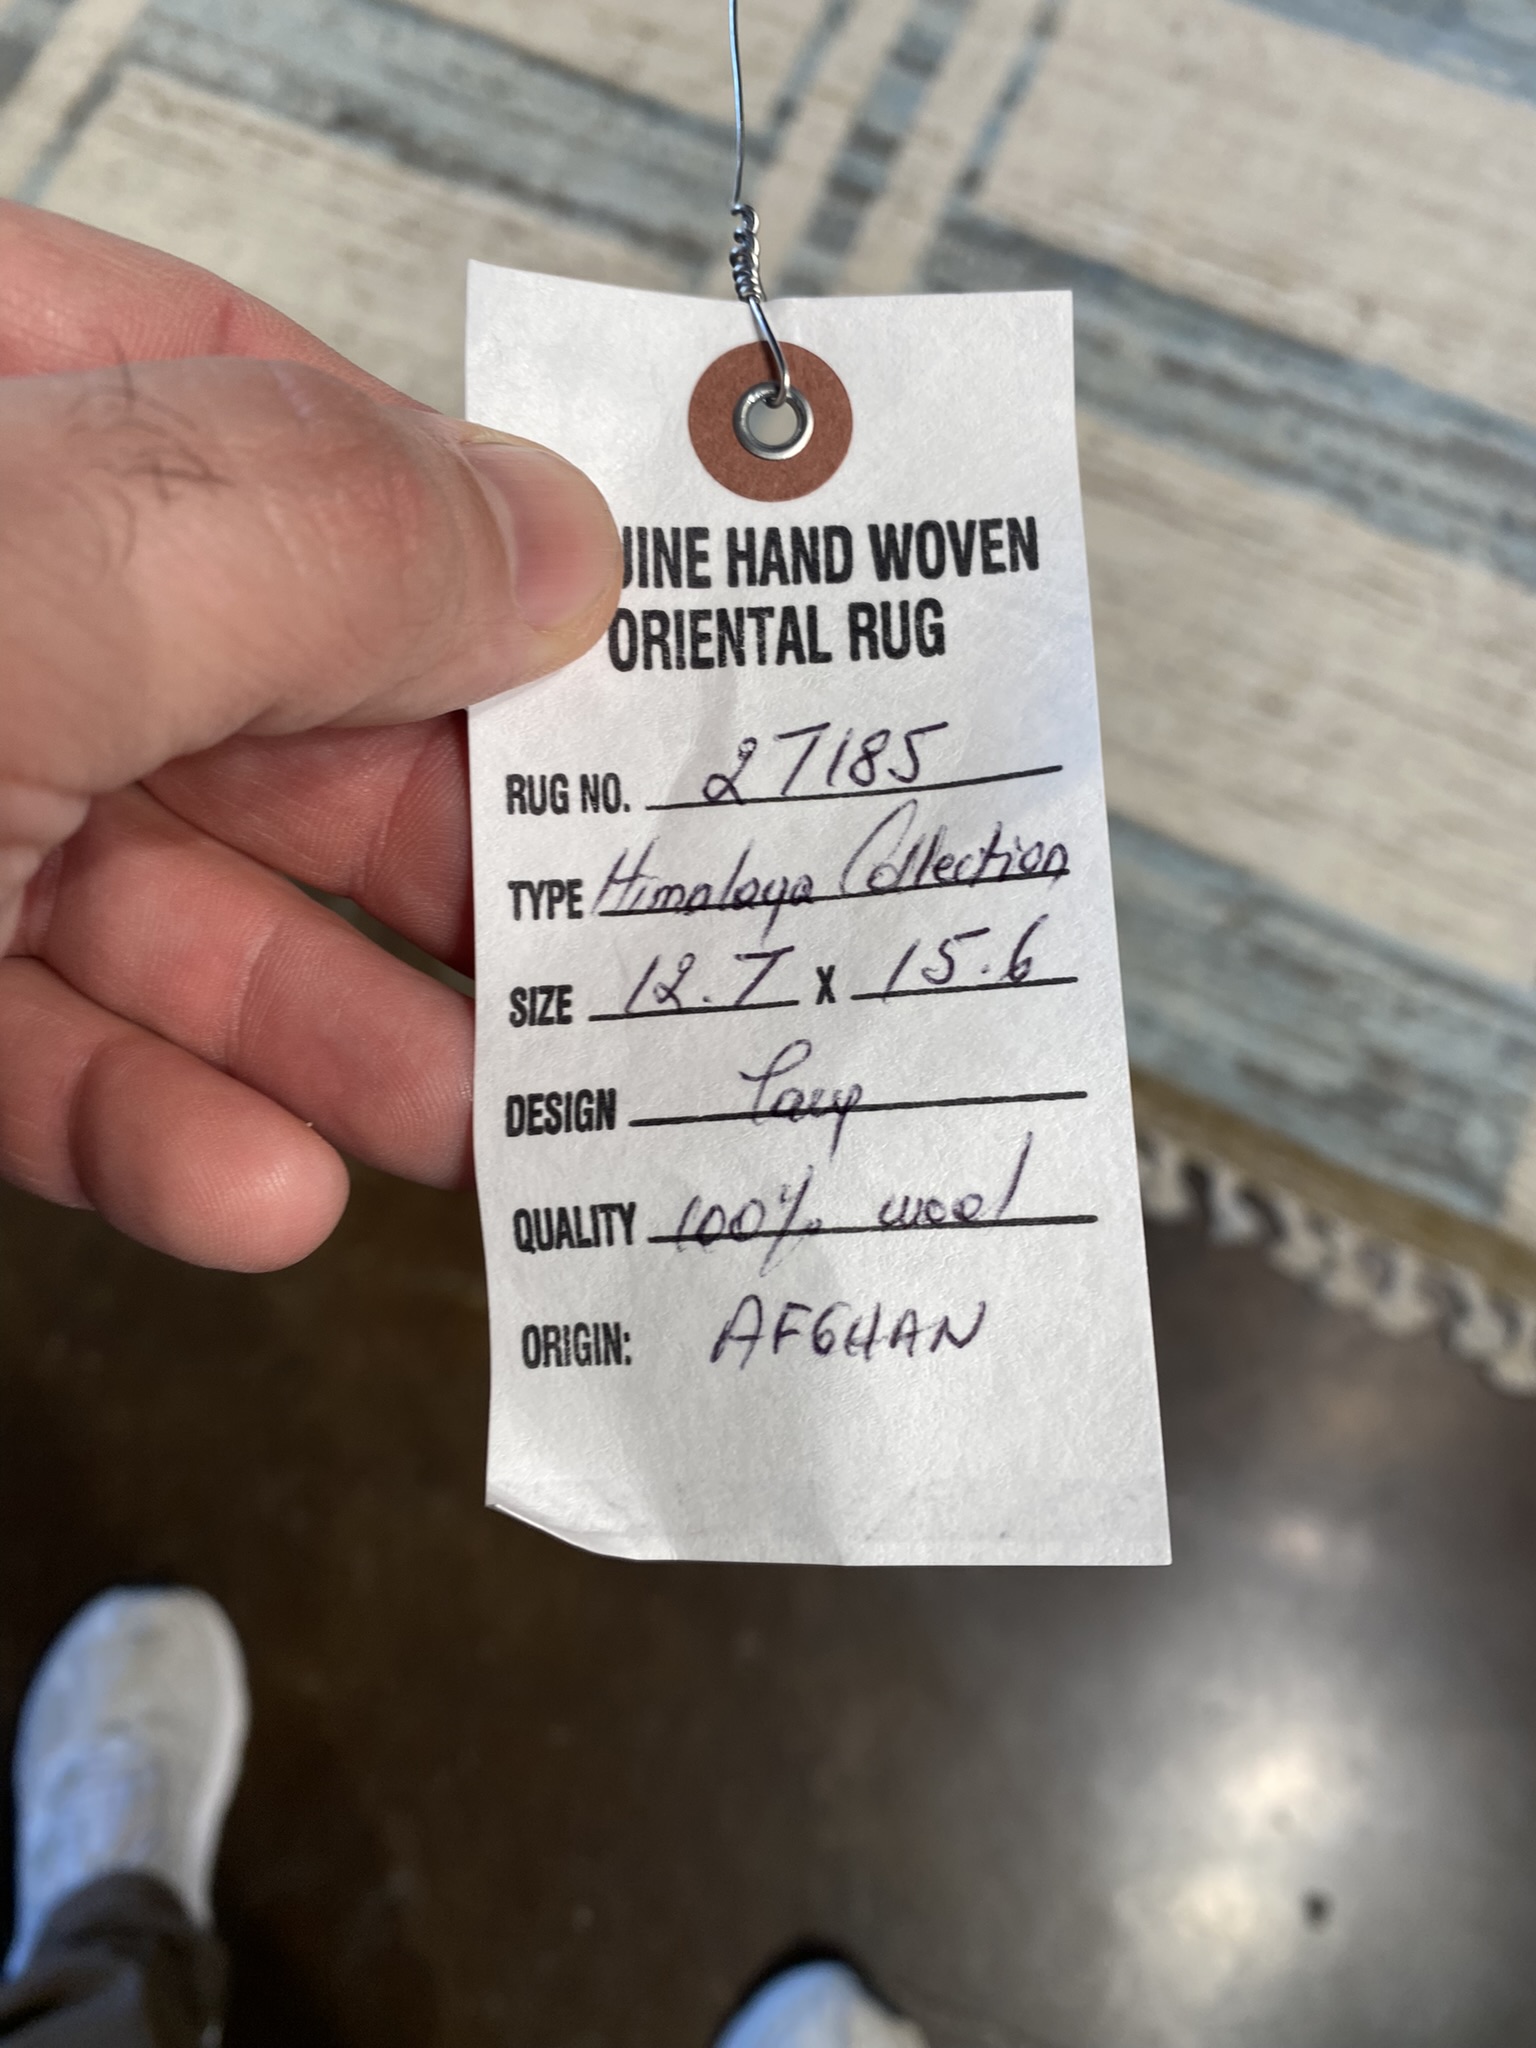 UINE HAND WOVEN
ORIENTAL RUG
RUG NO. 27185
TYPE Himalaya Collection
SIZE 12.7 X 15.6
DESIGN
QUALITY 100% wool
ORIGIN: AFGHAN